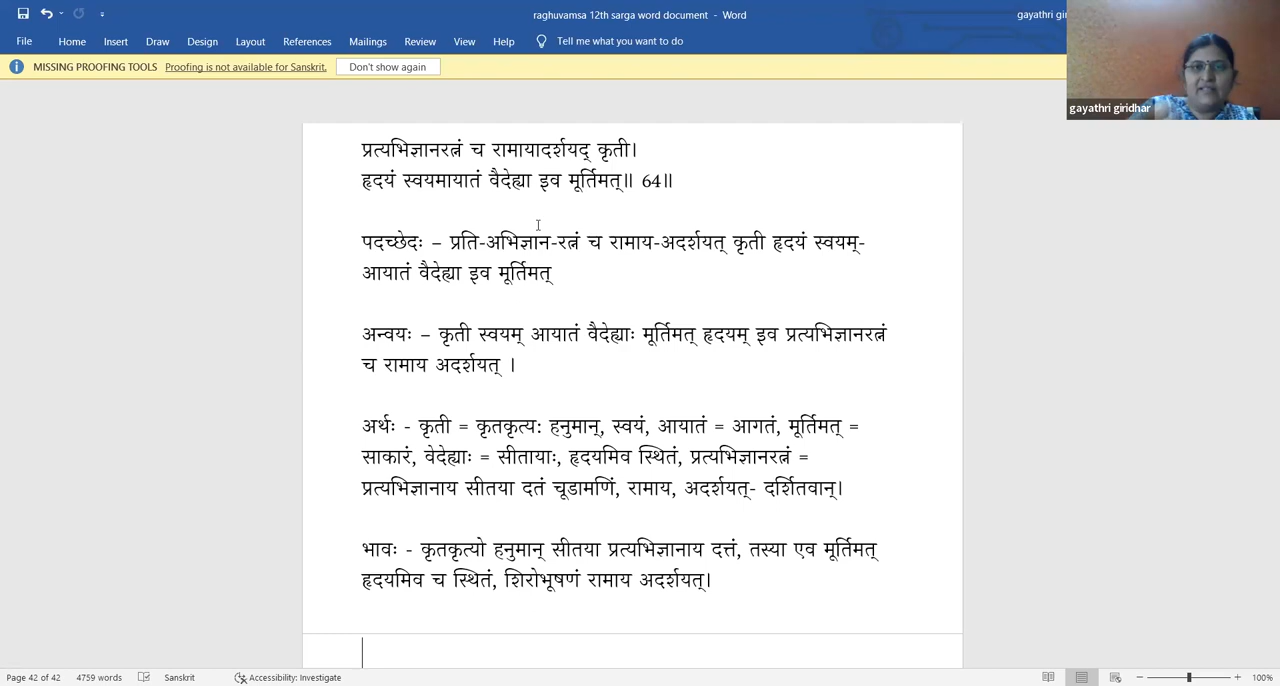 raghuvamsa 12th sarga word document - Word
gayathri gir
File Home Insert Draw Design Layout References Mailings Review View Help Tell me what you want to do
MISSING PROOFING TOOLS Proofing is not available for Sanskrit. Don't show again
gayathri giridhar
प्रत्यभिज्ञानरत्नं च रामायादर्शयद् कृती।
हृदयं स्वयमायातं वैदेह्या इव मूर्तिमत्॥ 64॥
पदच्छेदः – प्रति-अभिज्ञान-रत्नं च रामाय-अदर्शयत् कृती हृदयं स्वयम्-
आयातं वैदेह्या इव मूर्तिमत्
अन्वयः – कृती स्वयम् आयातं वैदेह्याः मूर्तिमत् हृदयम् इव प्रत्यभिज्ञानरत्नं
च रामाय अदर्शयत् ।
अर्थः - कृती = कृतकृत्य: हनुमान्, स्वयं, आयातं = आगतं, मूर्तिमत् =
साकारं, वेदेह्याः = सीतायाः, हृदयमिव स्थितं, प्रत्यभिज्ञानरत्नं =
प्रत्यभिज्ञानाय सीतया दतं चूडामणिं, रामाय, अदर्शयत्- दर्शितवान्।
भावः - कृतकृत्यो हनुमान् सीतया प्रत्यभिज्ञानाय दत्तं, तस्या एव मूर्तिमत्
हृदयमिव च स्थितं, शिरोभूषणं रामाय अदर्शयत्।
Page 42 of 42 4759 words Sanskrit Accessibility: Investigate 100%